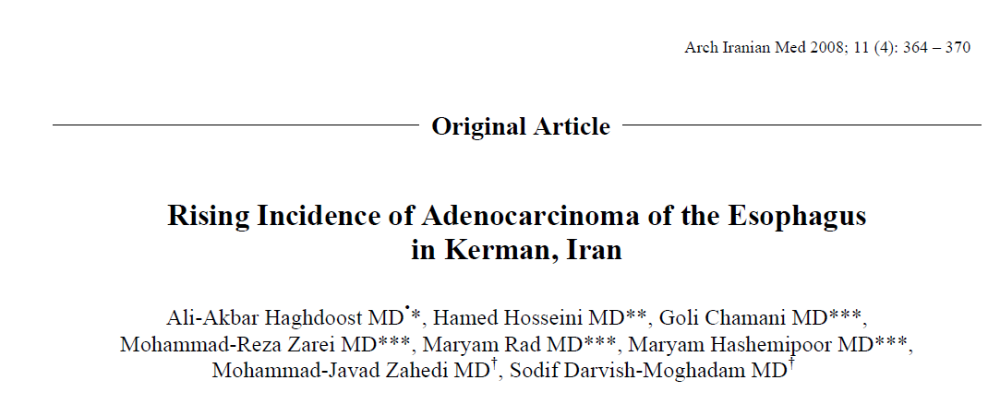 Arch Iranian Med 2008; 11 (4): 364 – 370
Original Article
Rising Incidence of Adenocarcinoma of the Esophagus
in Kerman, Iran
Ali-Akbar Haghdoost MD•*, Hamed Hosseini MD**, Goli Chamani MD***,
Mohammad-Reza Zarei MD***, Maryam Rad MD***, Maryam Hashemipoor MD***,
Mohammad-Javad Zahedi MD†, Sodif Darvish-Moghadam MD†